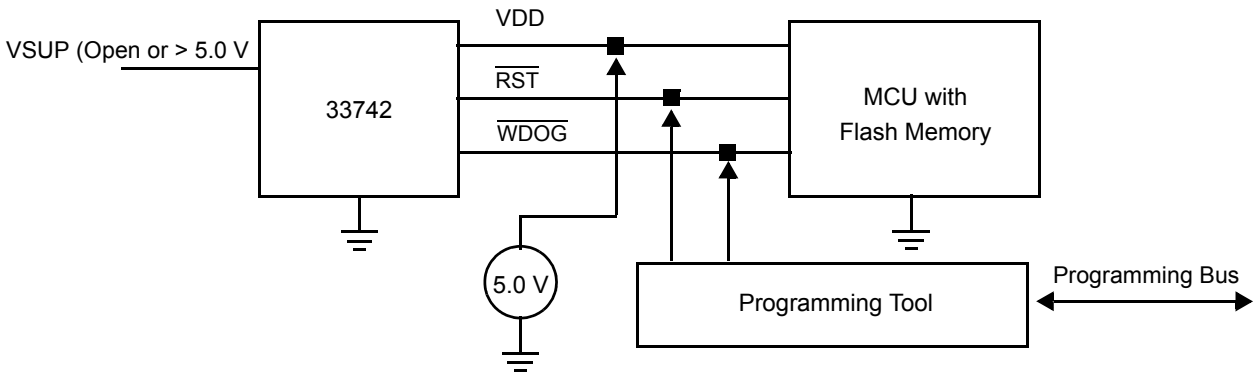 VDD
VSUP (Open or > 5.0 V
RST
33742
MCU with
Flash Memory
WDOG
5.0 V
Programming Tool
Programming Bus